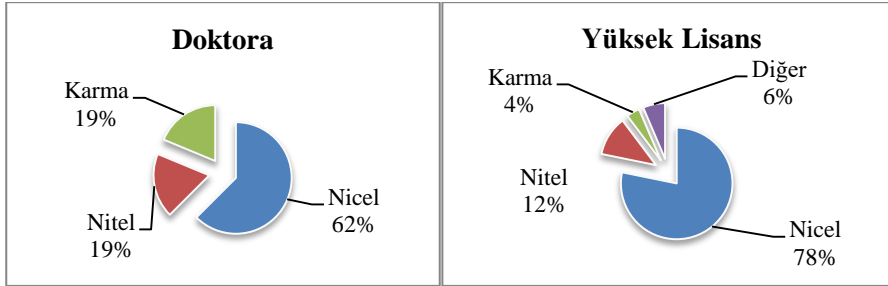 Doktora
Karma
19%
Nitel
19%
Nicel
62%
Yüksek Lisans
Karma
4%
Diğer
6%
Nitel
12%
Nicel
78%